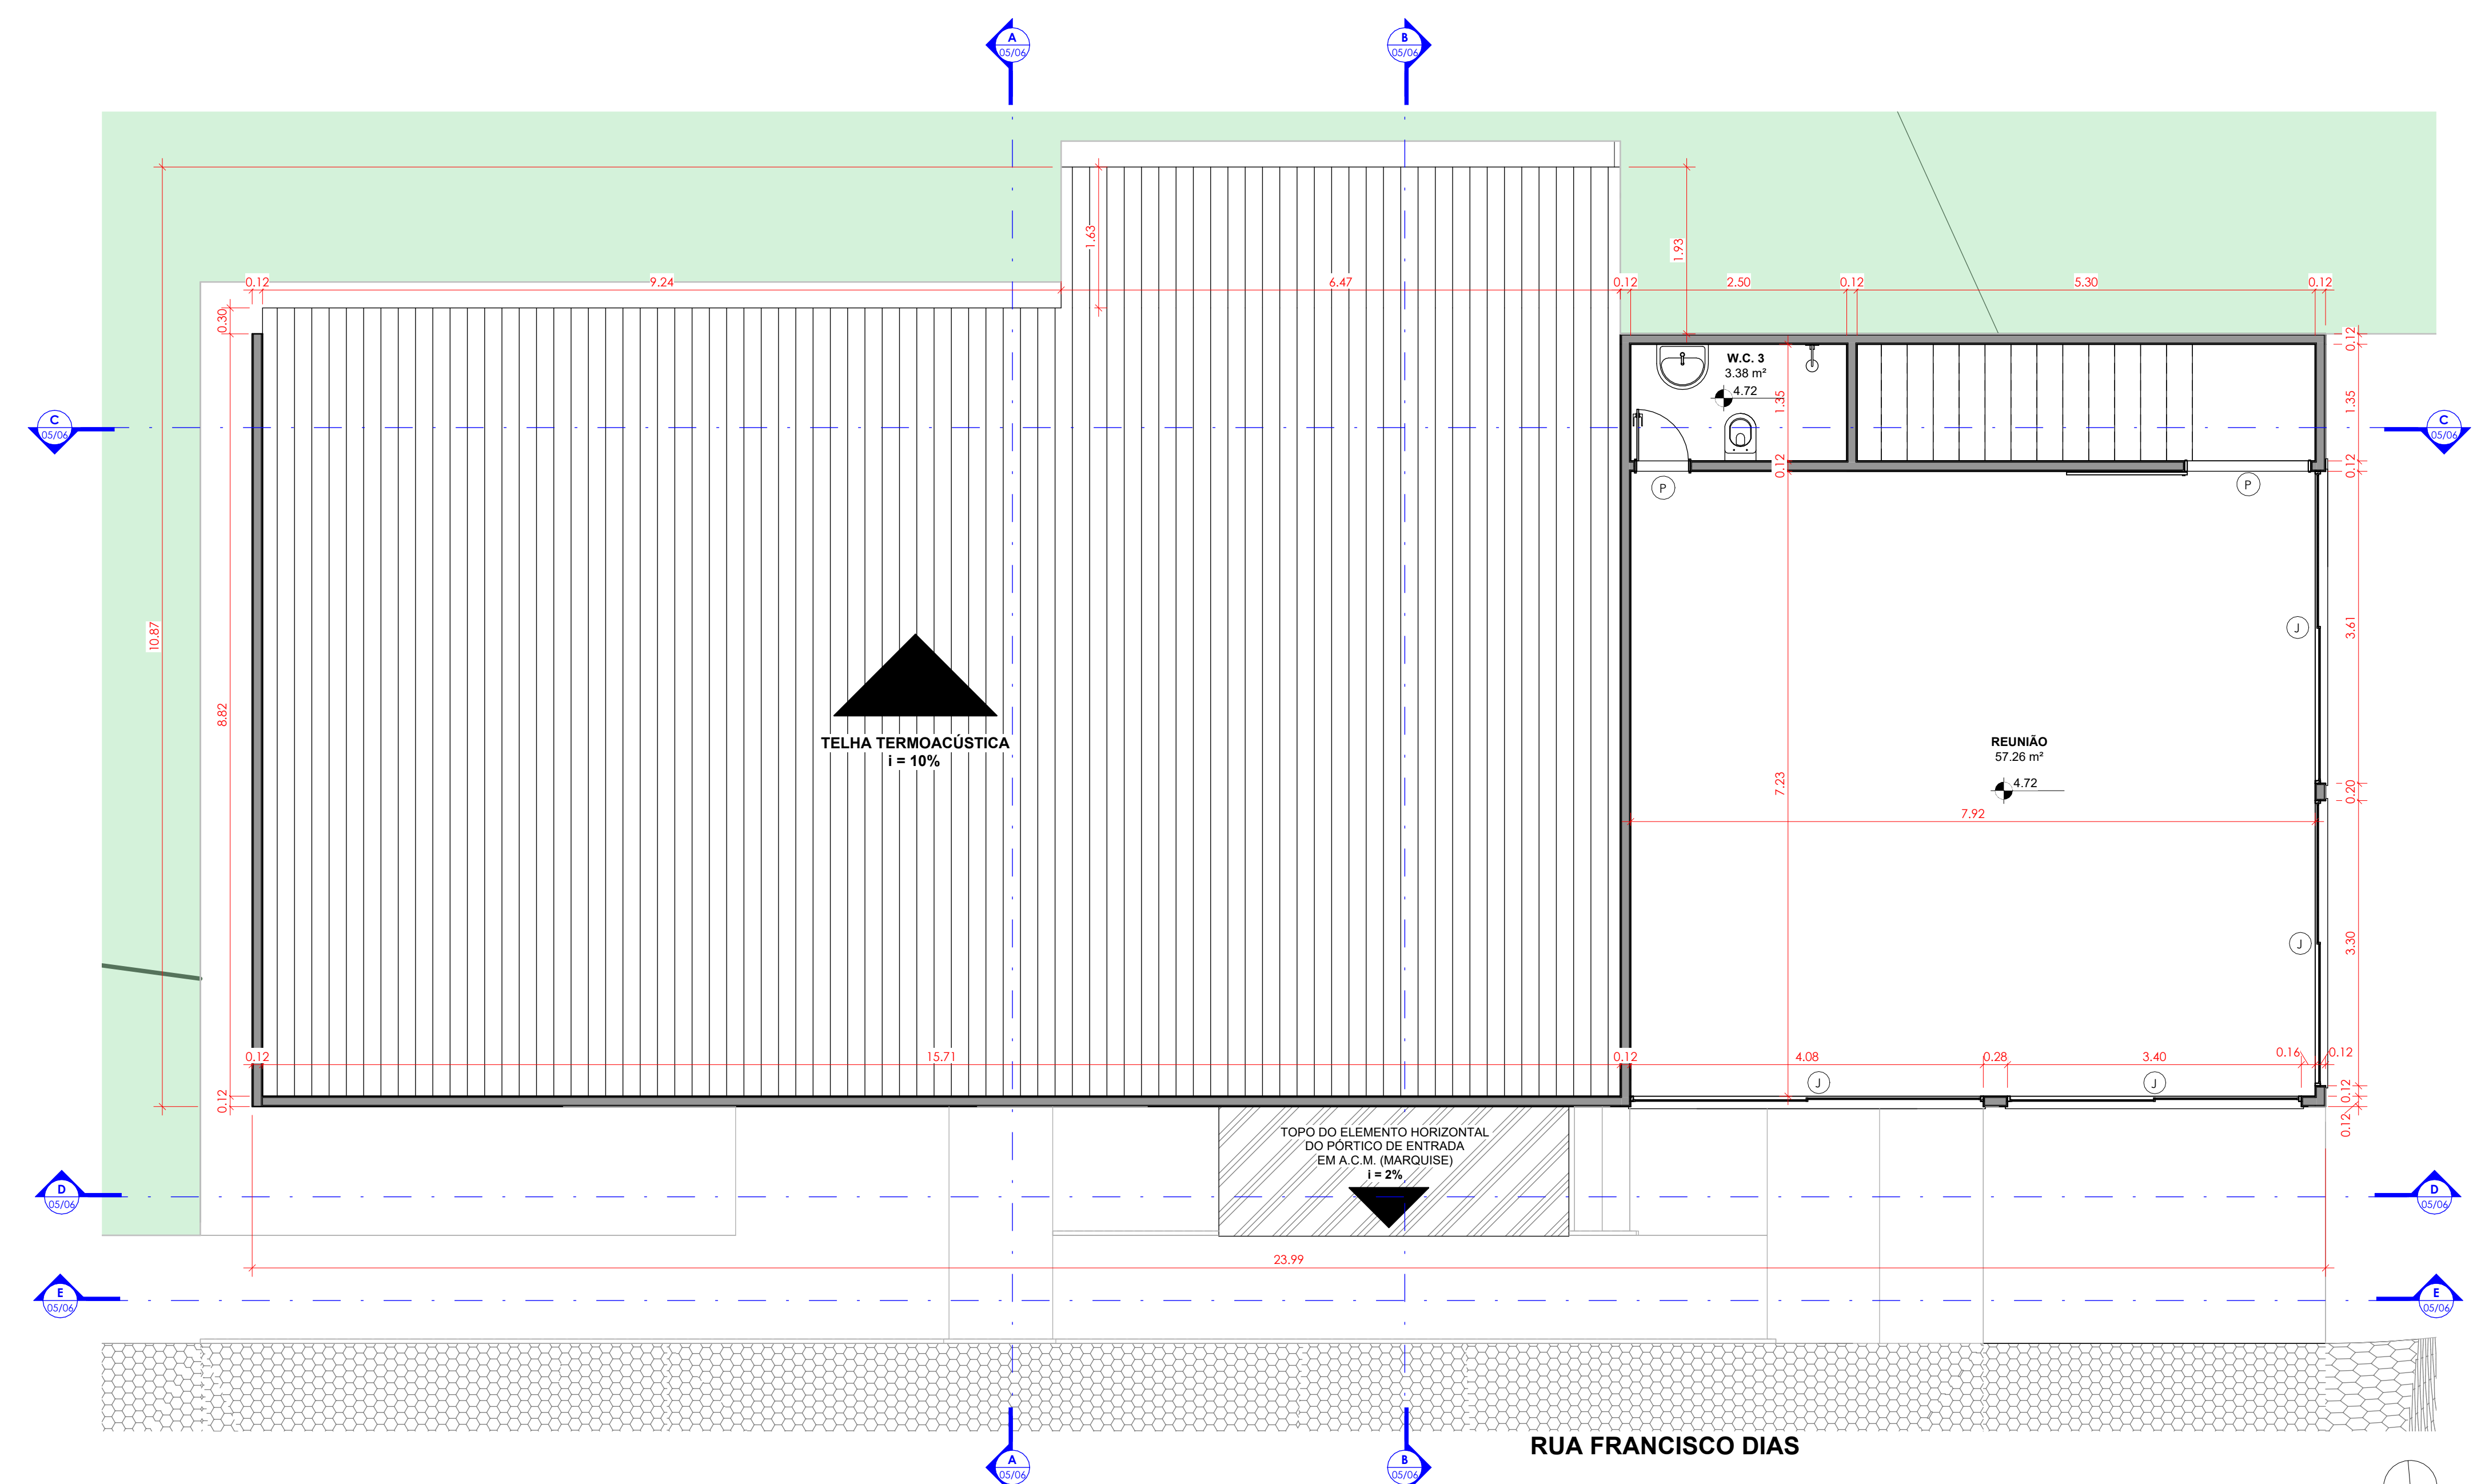 A
05/06
B
05/06
0.12
9.24
1.63
6.47
1.93
0.12
2.50
0.12
5.30
0.12
0.30
0.12
W.C. 3
3.38 m²
4.72
1.35
1.35
C
05/06
C
05/06
0.12
0.12
P
P
10.87
8.82
J
3.61
TELHA TERMOACÚSTICA
i = 10%
REUNIÃO
57.26 m²
4.72
7.23
0.20
7.92
J
3.30
0.12
15.71
0.12
4.08
0.28
3.40
0.16
0.12
J
J
0.12
0.12
0.12
TOPO DO ELEMENTO HORIZONTAL
DO PÓRTICO DE ENTRADA
EM A.C.M. (MARQUISE)
i = 2%
D
05/06
D
05/06
23.99
E
05/06
E
05/06
RUA FRANCISCO DIAS
A
05/06
B
05/06